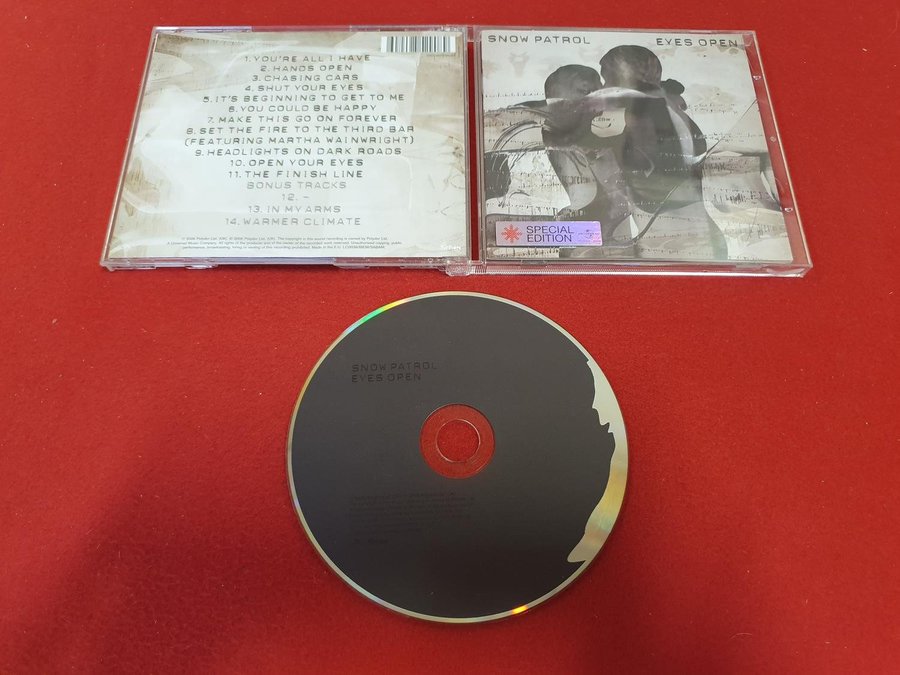 1. YOU'RE ALL I HAVE
2. HANDS OPEN
3. CHASING CARS
4. SHUT YOUR EYES
5. IT'S BEGINNING TO GET TO ME
6. YOU COULD BE HAPPY
7. MAKE THIS GO ON FOREVER
8. SET THE FIRE TO THE THIRD BAR
(FEATURING MARTHA WAINWRIGHT)
9. HEADLIGHTS ON DARK ROADS
10. OPEN YOUR EYES
11. THE FINISH LINE
BONUS TRACKS
12. -
13. IN MY ARMS
14. WARMER CLIMATE
SNOW PATROL EYES OPEN
SPECIAL
EDITION
SNOW PATROL
EYES OPEN